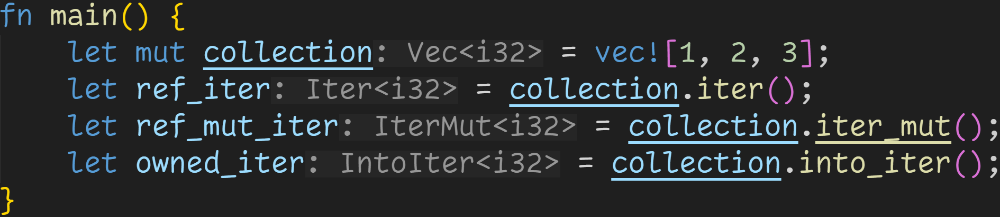 fn main() {
    let mut collection: Vec<i32> = vec![1, 2, 3];
    let ref_iter: Iter<i32> = collection.iter();
    let ref_mut_iter: IterMut<i32> = collection.iter_mut();
    let owned_iter: IntoIter<i32> = collection.into_iter();
}